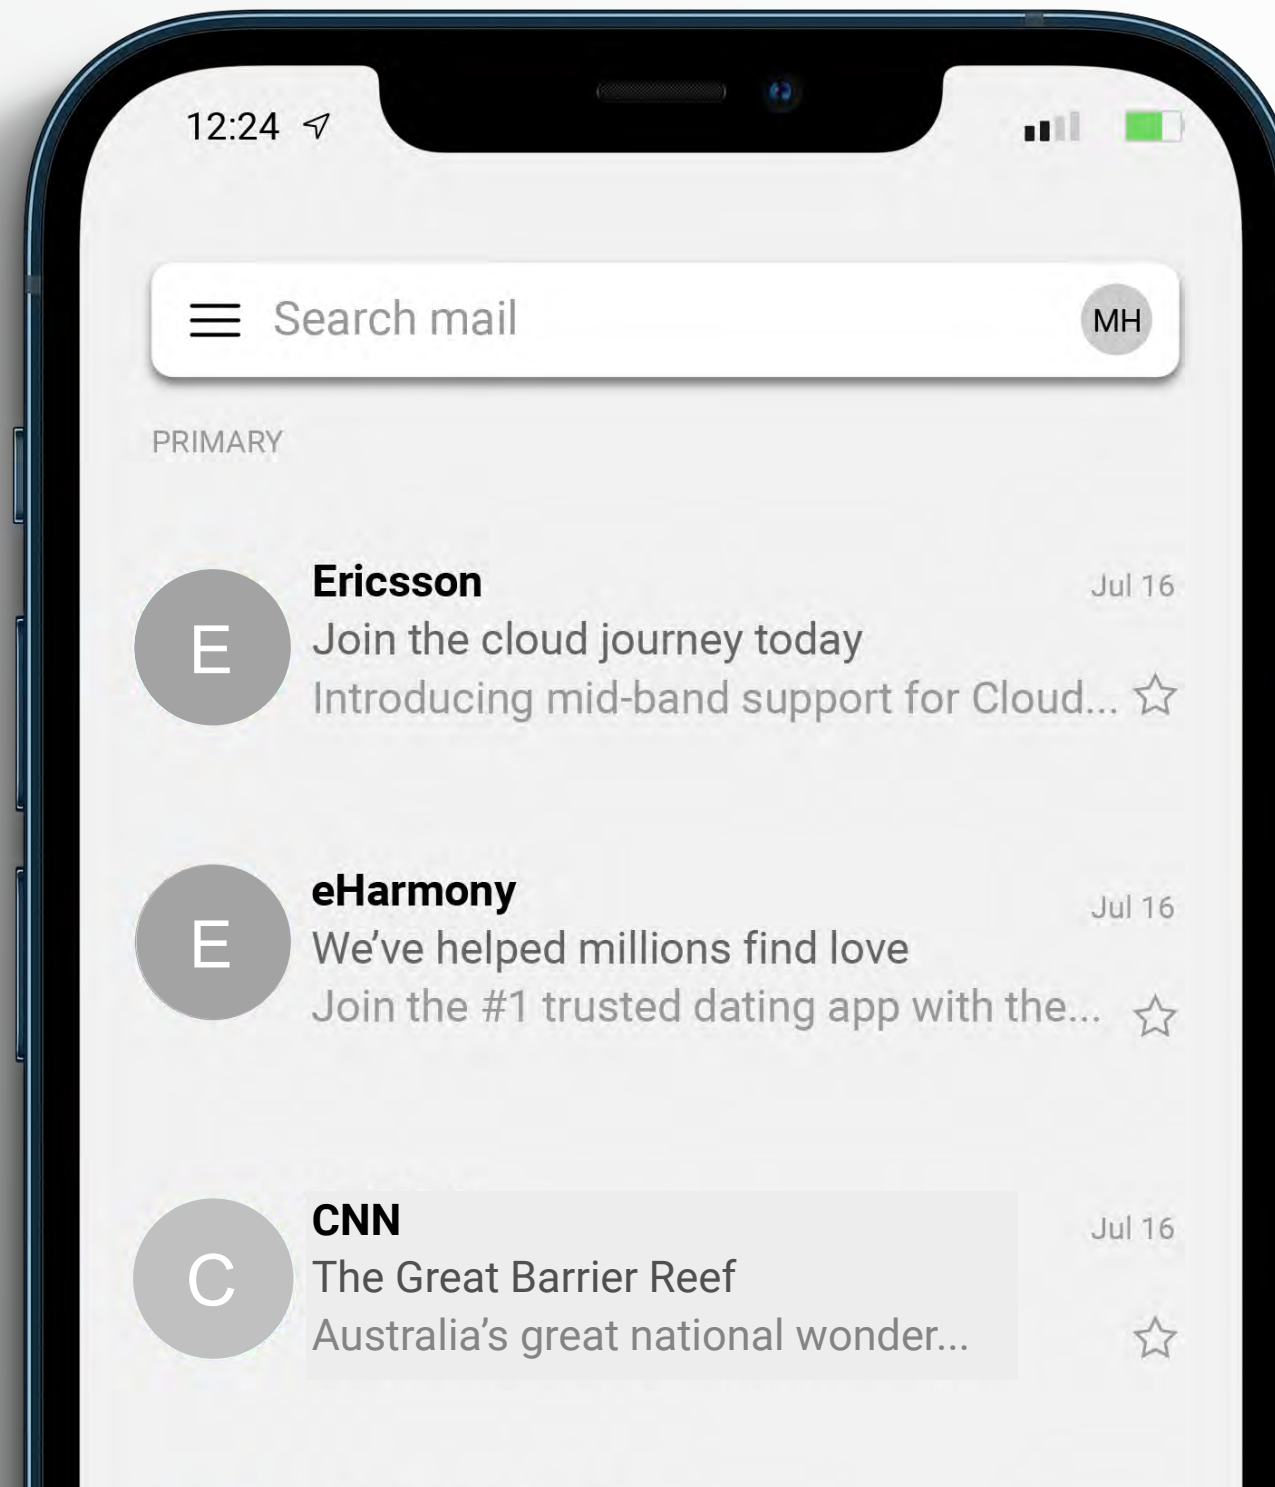 12:24
Search mail
MH
PRIMARY
E
Ericsson
Jul 16
Join the cloud journey today
Introducing mid-band support for Cloud...
E
eHarmony
Jul 16
We’ve helped millions find love
Join the #1 trusted dating app with the...
C
CNN
Jul 16
The Great Barrier Reef
Australia’s great national wonder...